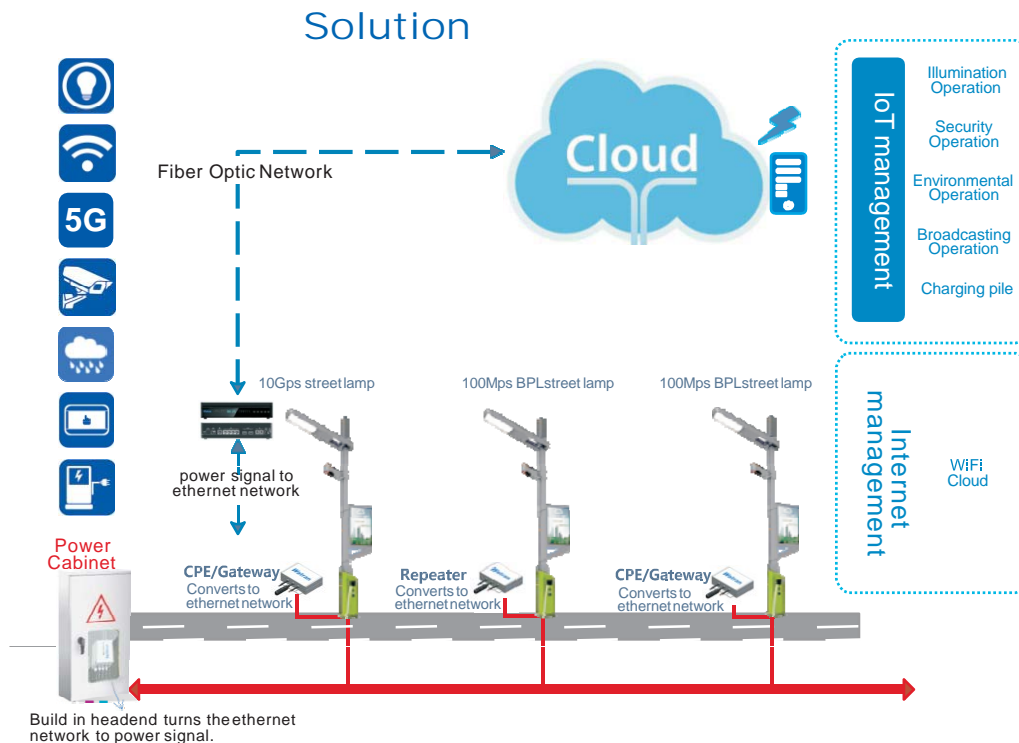 Solution
Fiber Optic Network
Cloud
5G
10Gps street lamp
100Mps BPLstreet lamp
100Mps BPLstreet lamp
power signal to
ethernet network
Power
Cabinet
CPE/Gateway
Converts to
ethernet network
Repeater
Converts to
ethernet network
CPE/Gateway
Converts to
ethernet network
Build in headend turns the ethernet
network to power signal.
IoT management
Illumination
Operation
Security
Operation
Environmental
Operation
Broadcasting
Operation
Charging pile
Internet
management
WiFi
Cloud